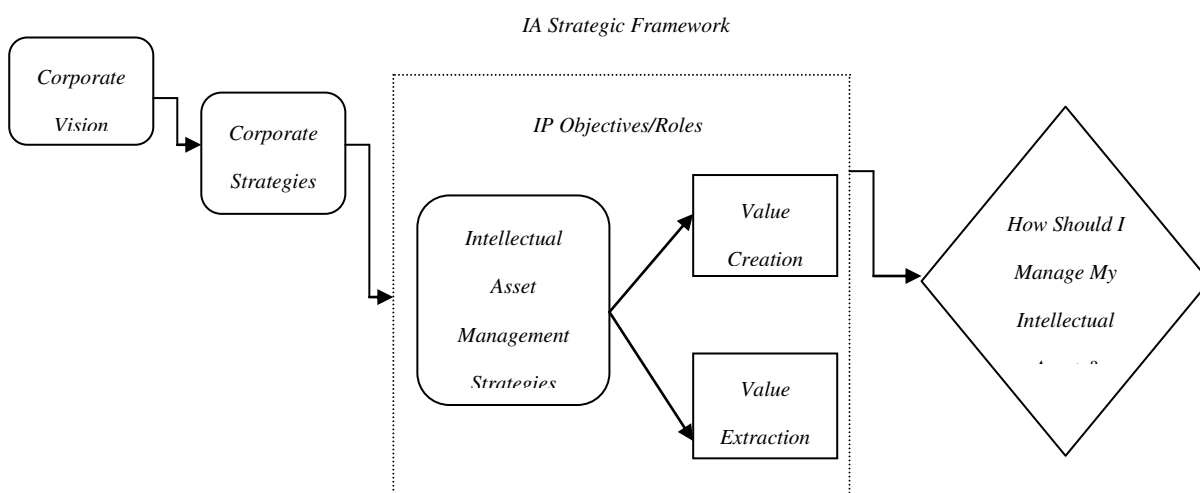 IA Strategic Framework
Corporate
Vision
Corporate
Strategies
IP Objectives/Roles
Intellectual
Asset
Management
Strategies
Value
Creation
Value
Extraction
How Should I
Manage My
Intellectual